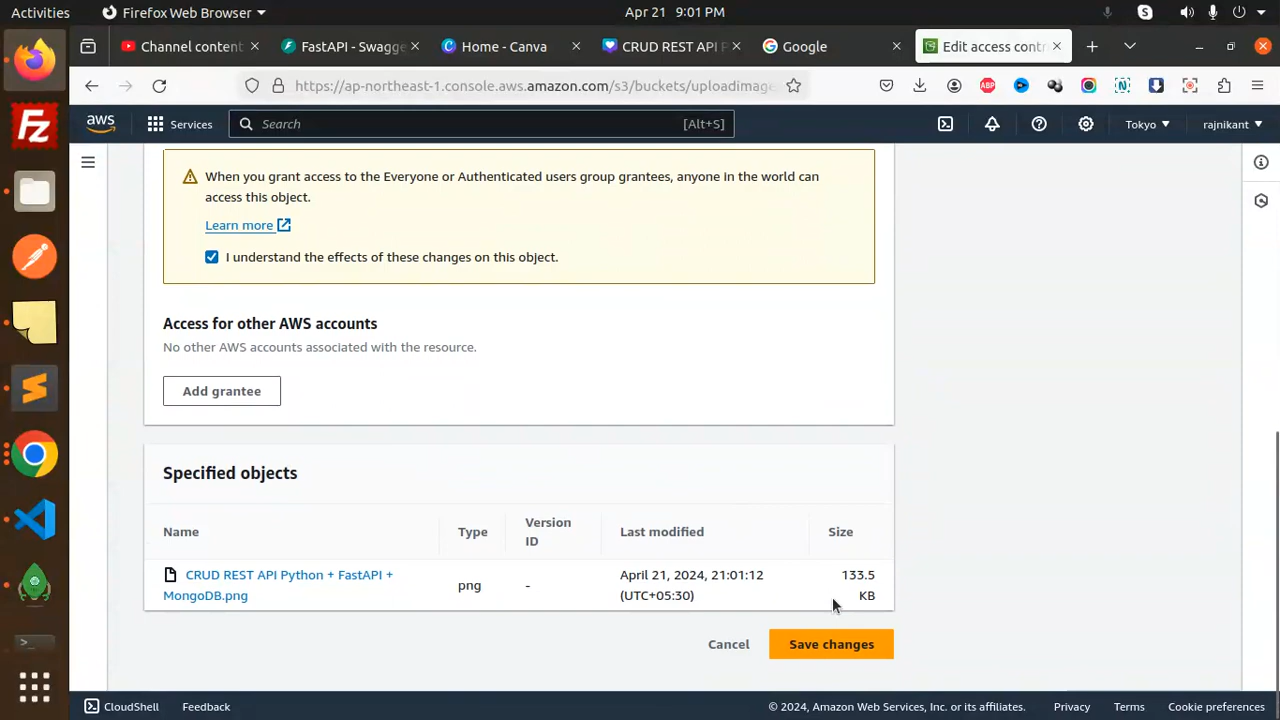 Activities
Firefox Web Browser
Apr 21 9:01 PM
Channel content
FastAPI - Swagge
Home - Canva
CRUD REST API P
Google
Edit access cont
https://ap-northeast-1.console.aws.amazon.com/s3/buckets/uploadimage
aws
Services
Search
[Alt+S]
Tokyo
rajnikant
When you grant access to the Everyone or Authenticated users group grantees, anyone in the world can
access this object.
Learn more
I understand the effects of these changes on this object.
Access for other AWS accounts
No other AWS accounts associated with the resource.
Add grantee
Specified objects
Name
Type
Version
ID
Last modified
Size
CRUD REST API Python + FastAPI +
MongoDB.png
png
-
April 21, 2024, 21:01:12
(UTC+05:30)
133.5
KB
Cancel
Save changes
CloudShell
Feedback
© 2024, Amazon Web Services, Inc. or its affiliates.
Privacy
Terms
Cookie preferences